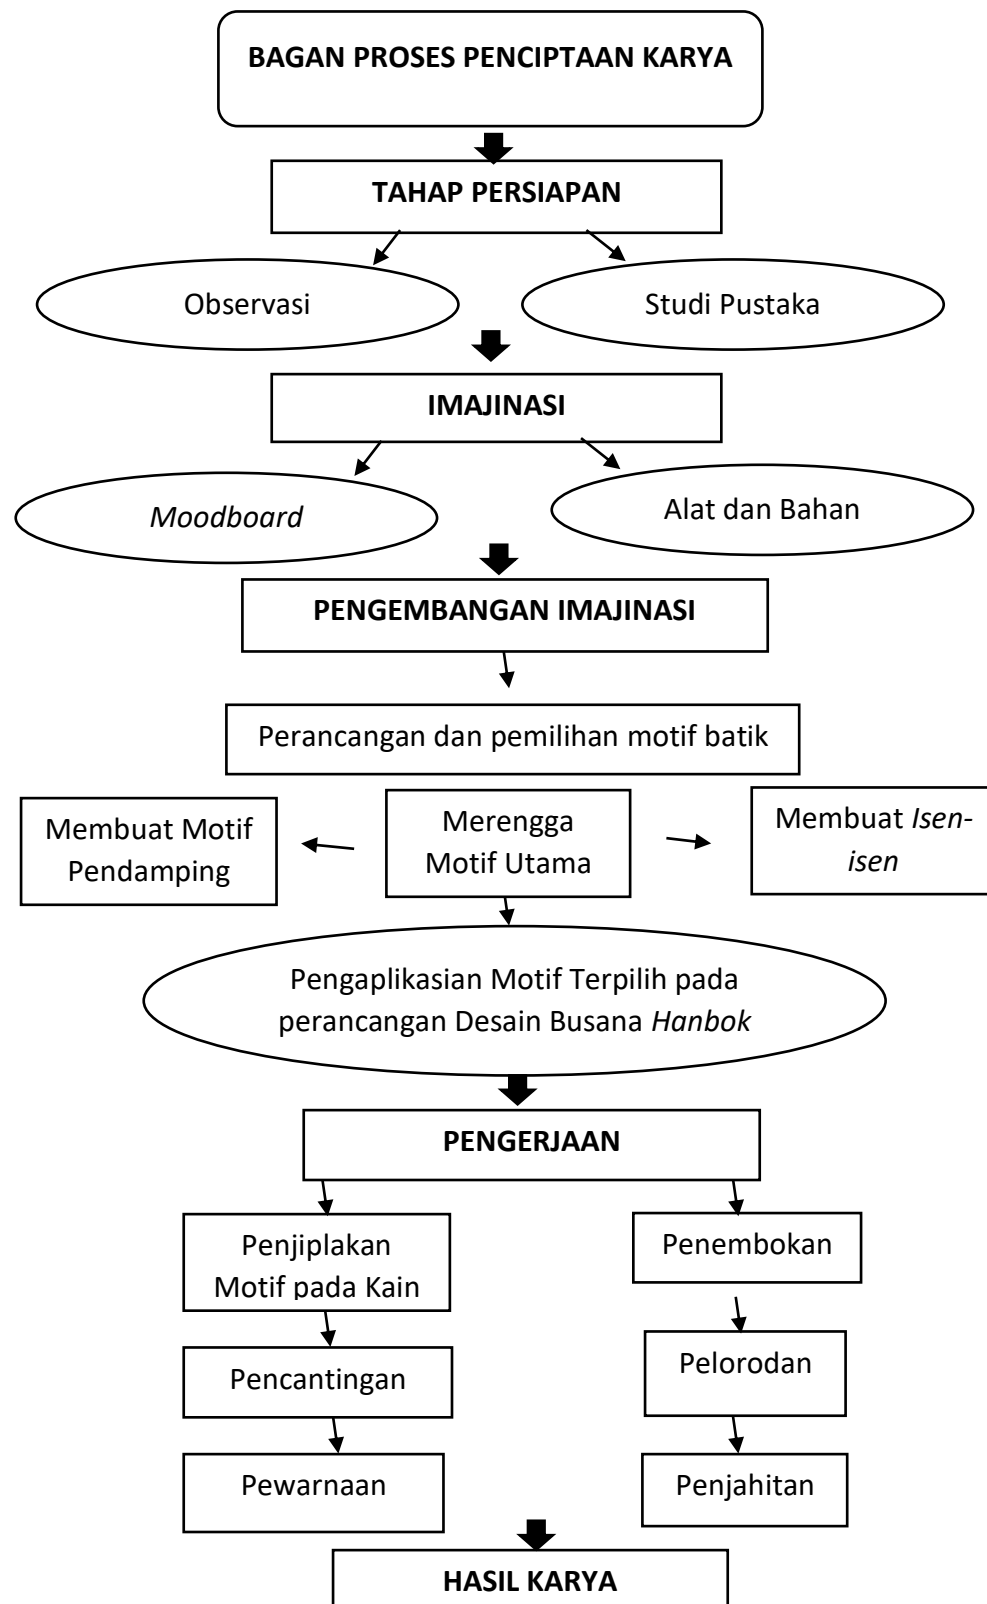 BAGAN PROSES PENCIPTAAN KARYA
TAHAP PERSIAPAN
Observasi
Studi Pustaka
IMAJINASI
Moodboard
Alat dan Bahan
PENGEMBANGAN IMAJINASI
Perancangan dan pemilihan motif batik
Membuat Motif
Pendamping
Merengga
Motif Utama
Membuat Isen-
isen
Pengaplikasian Motif Terpilih pada
perancangan Desain Busana Hanbok
PENGERJAAN
Penjiplakan
Motif pada Kain
Penembokan
Pencantingan
Pelorodan
Pewarnaan
Penjahitan
HASIL KARYA